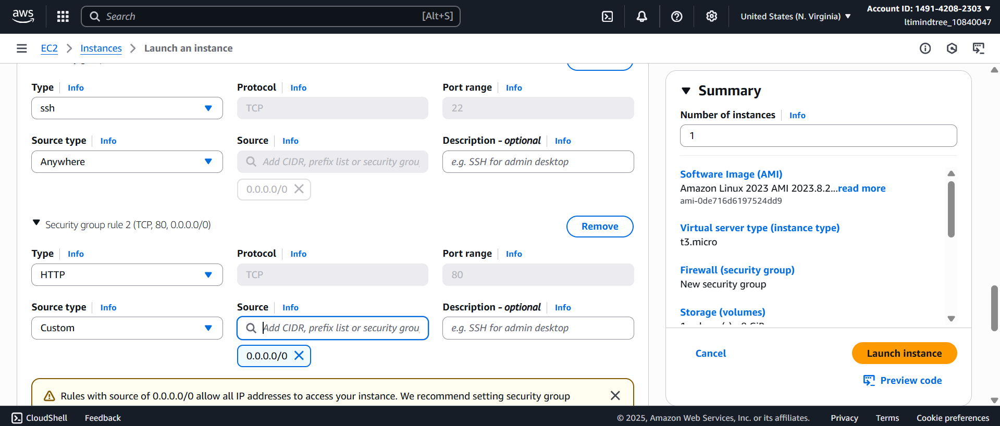 aws
Search
[Alt+S]
United States (N. Virginia)
Account ID: 1491-4208-2303
ltimindtree_10840047
EC2
Instances
Launch an instance
Type
Info
Protocol
Info
Port range
Info
ssh
TCP
22
Source type
Info
Source
Info
Description - optional
Info
Anywhere
Add CIDR, prefix list or security grou
e.g. SSH for admin desktop
0.0.0.0/0
Security group rule 2 (TCP, 80, 0.0.0.0/0)
Remove
Type
Info
Protocol
Info
Port range
Info
HTTP
TCP
80
Source type
Info
Source
Info
Description - optional
Info
Custom
Add CIDR, prefix list or security grou
e.g. SSH for admin desktop
0.0.0.0/0
Rules with source of 0.0.0.0/0 allow all IP addresses to access your instance. We recommend setting security group
Summary
Number of instances
Info
1
Software Image (AMI)
Amazon Linux 2023 AMI 2023.8.2...read more
ami-0de716d6197524dd9
Virtual server type (instance type)
t3.micro
Firewall (security group)
New security group
Storage (volumes)
Cancel
Launch instance
Preview code
CloudShell
Feedback
© 2025, Amazon Web Services, Inc. or its affiliates.
Privacy
Terms
Cookie preferences